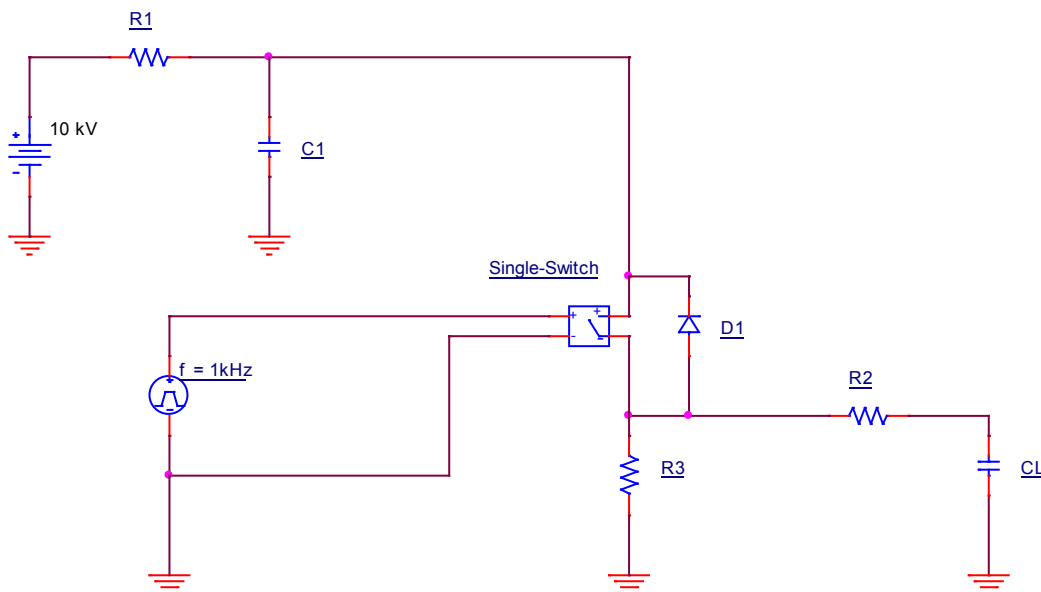 R1
10 kV
C1
Single-Switch
D1
f = 1kHz
R2
R3
CL